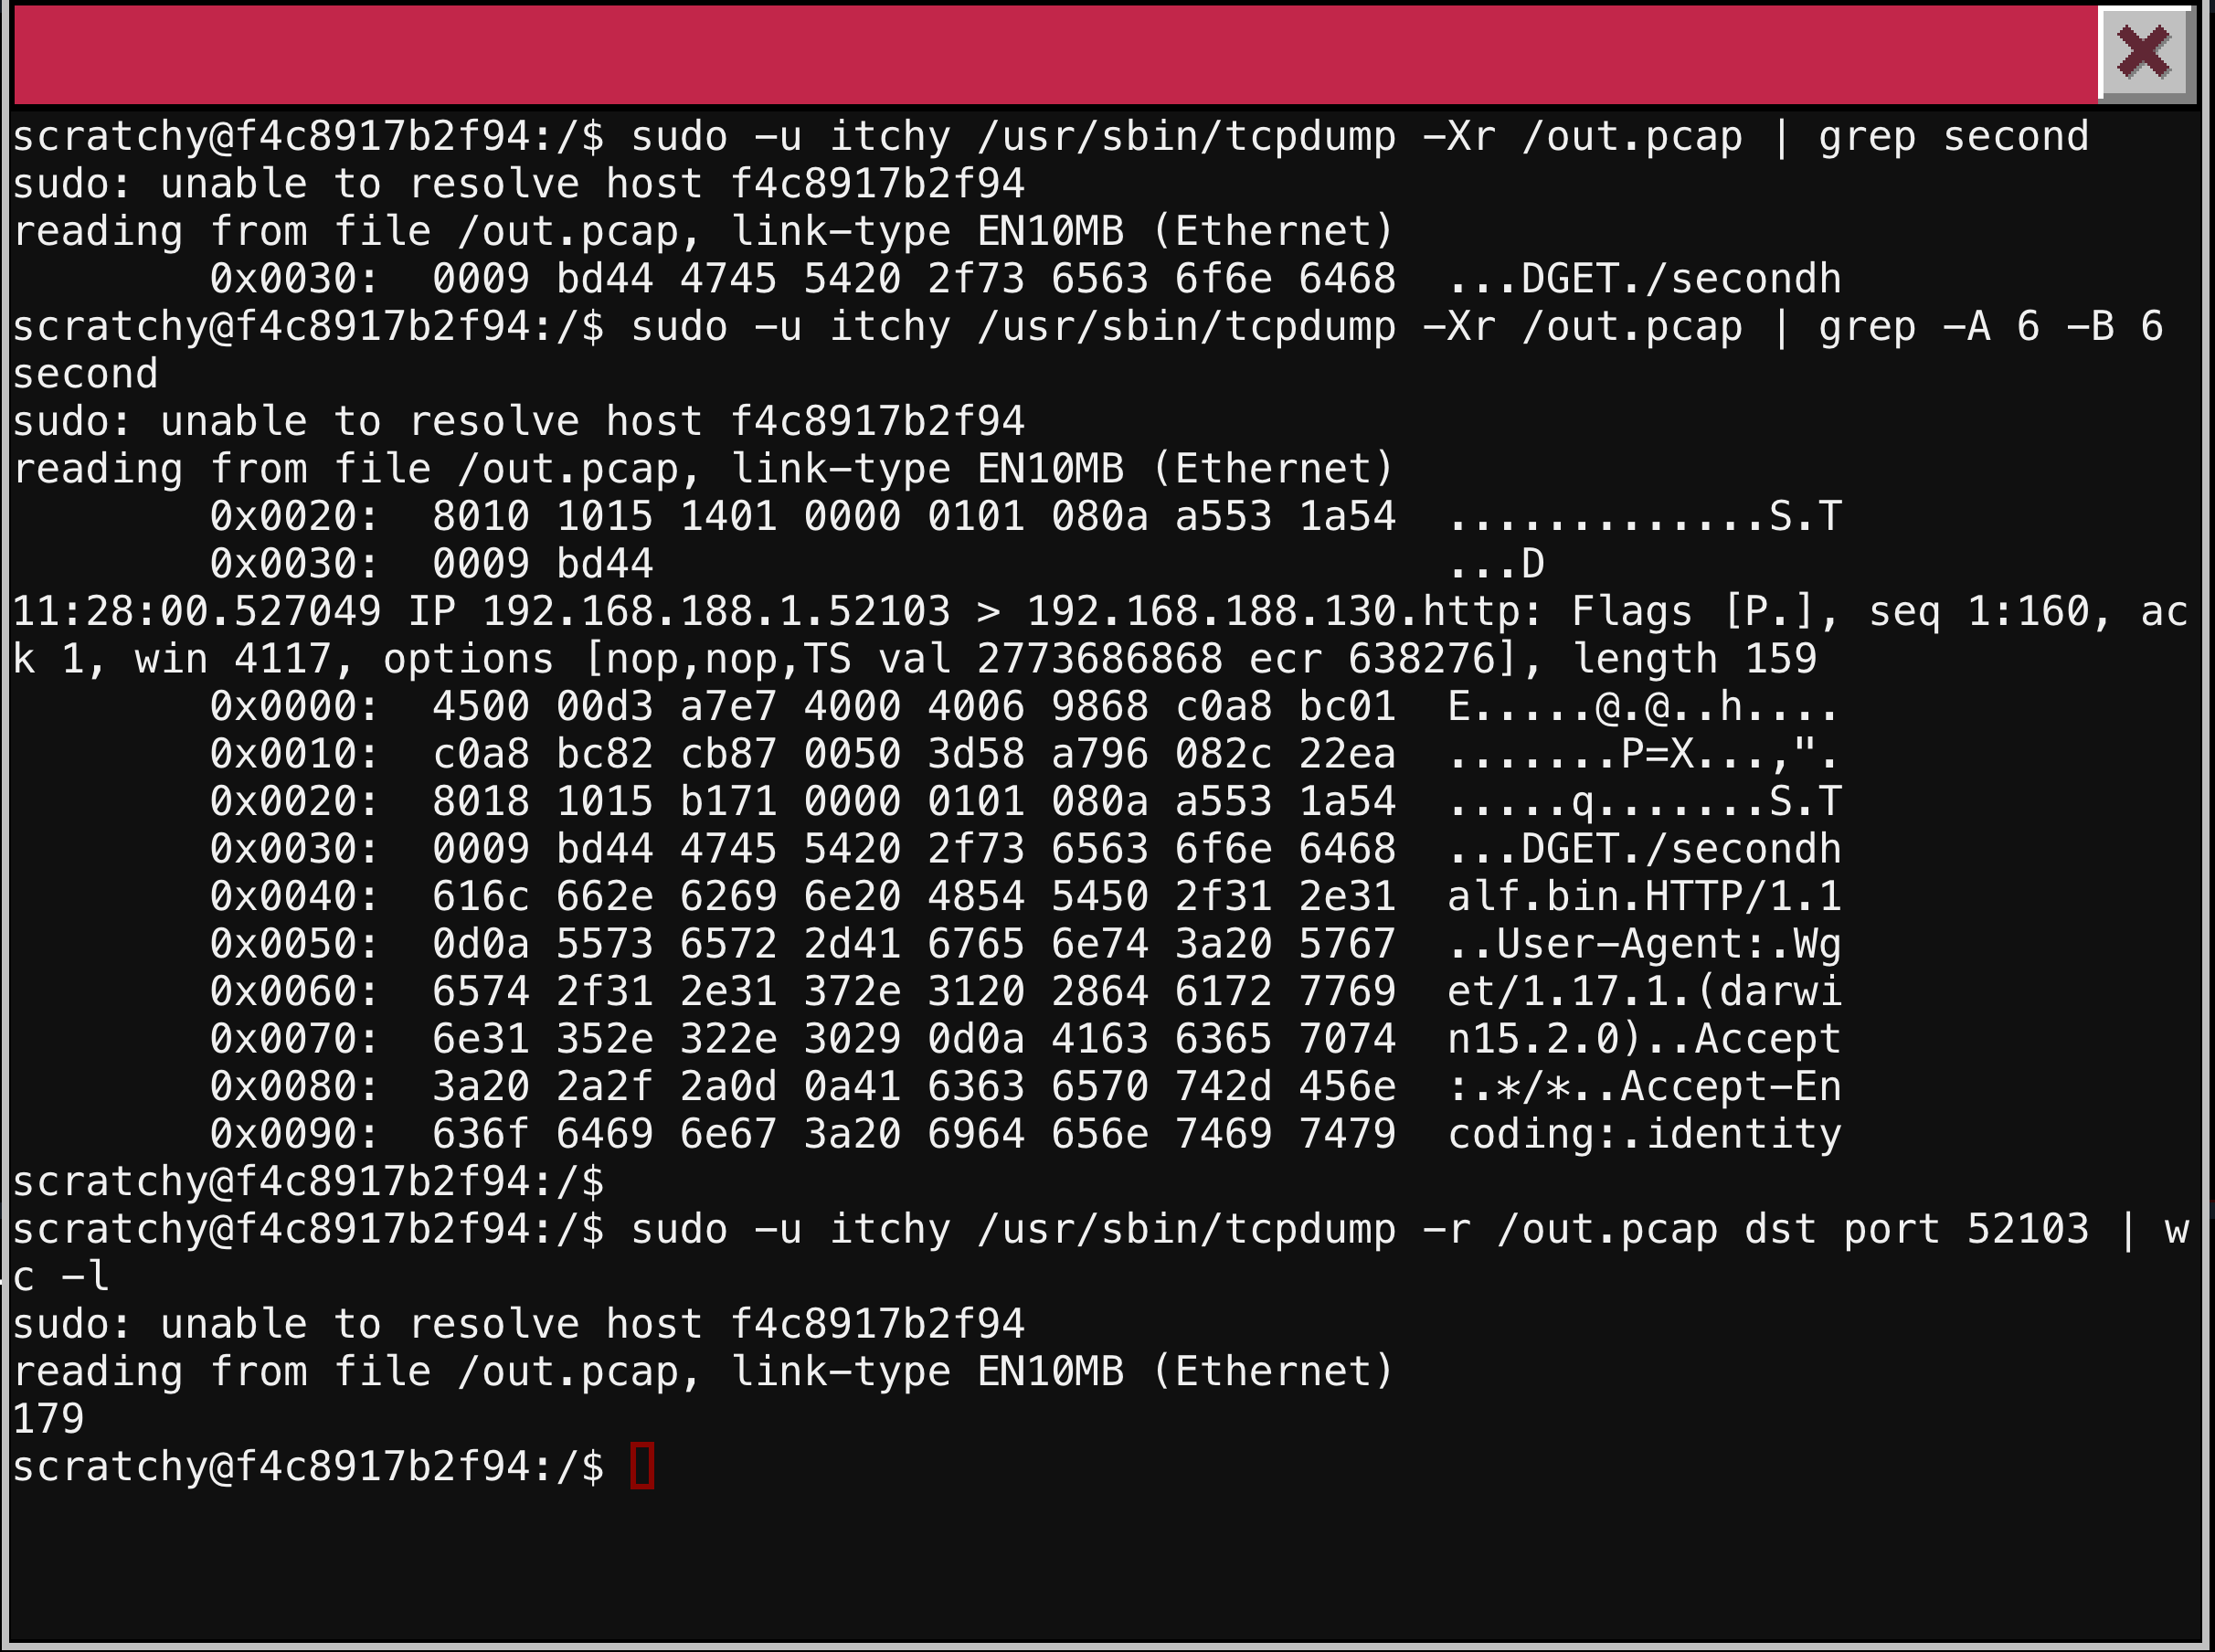 scratchy@f4c8917b2f94:/$ sudo -u itchy /usr/sbin/tcpdump -Xr /out.pcap | grep second
sudo: unable to resolve host f4c8917b2f94
reading from file /out.pcap, link-type EN10MB (Ethernet)
        0x0030:  0009 bd44 4745 5420 2f73 6563 6f6e 6468  ...DGET./secondh
scratchy@f4c8917b2f94:/$ sudo -u itchy /usr/sbin/tcpdump -Xr /out.pcap | grep -A 6 -B 6
second
sudo: unable to resolve host f4c8917b2f94
reading from file /out.pcap, link-type EN10MB (Ethernet)
        0x0020:  8010 1015 1401 0000 0101 080a a553 1a54  .............S.T
        0x0030:  0009 bd44                                ...D
11:28:00.527049 IP 192.168.188.1.52103 > 192.168.188.130.http: Flags [P.], seq 1:160, ac
k 1, win 4117, options [nop,nop,TS val 2773686868 ecr 638276], length 159
        0x0000:  4500 00d3 a7e7 4000 4006 9868 c0a8 bc01  E.....@.@..h....
        0x0010:  c0a8 bc82 cb87 0050 3d58 a796 082c 22ea  .......P=X...,".
        0x0020:  8018 1015 b171 0000 0101 080a a553 1a54  .....q.......S.T
        0x0030:  0009 bd44 4745 5420 2f73 6563 6f6e 6468  ...DGET./secondh
        0x0040:  616c 662e 6269 6e20 4854 5450 2f31 2e31  alf.bin.HTTP/1.1
        0x0050:  0d0a 5573 6572 2d41 6765 6e74 3a20 5767  ..User-Agent:.Wg
        0x0060:  6574 2f31 2e31 372e 3120 2864 6172 7769  et/1.17.1.(darwi
        0x0070:  6e31 352e 322e 3029 0d0a 4163 6365 7074  n15.2.0)..Accept
        0x0080:  3a20 2a2f 2a0d 0a41 6363 6570 742d 456e  :.*/*..Accept-En
        0x0090:  636f 6469 6e67 3a20 6964 656e 7469 7479  coding:.identity
scratchy@f4c8917b2f94:/$
scratchy@f4c8917b2f94:/$ sudo -u itchy /usr/sbin/tcpdump -r /out.pcap dst port 52103 | w
c -l
sudo: unable to resolve host f4c8917b2f94
reading from file /out.pcap, link-type EN10MB (Ethernet)
179
scratchy@f4c8917b2f94:/$